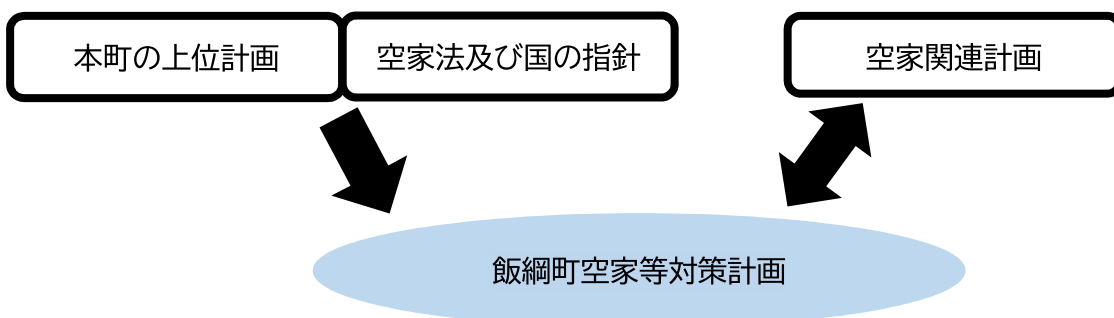 本町の上位計画
空家法及び国の指針
空家関連計画
飯綱町空家等対策計画